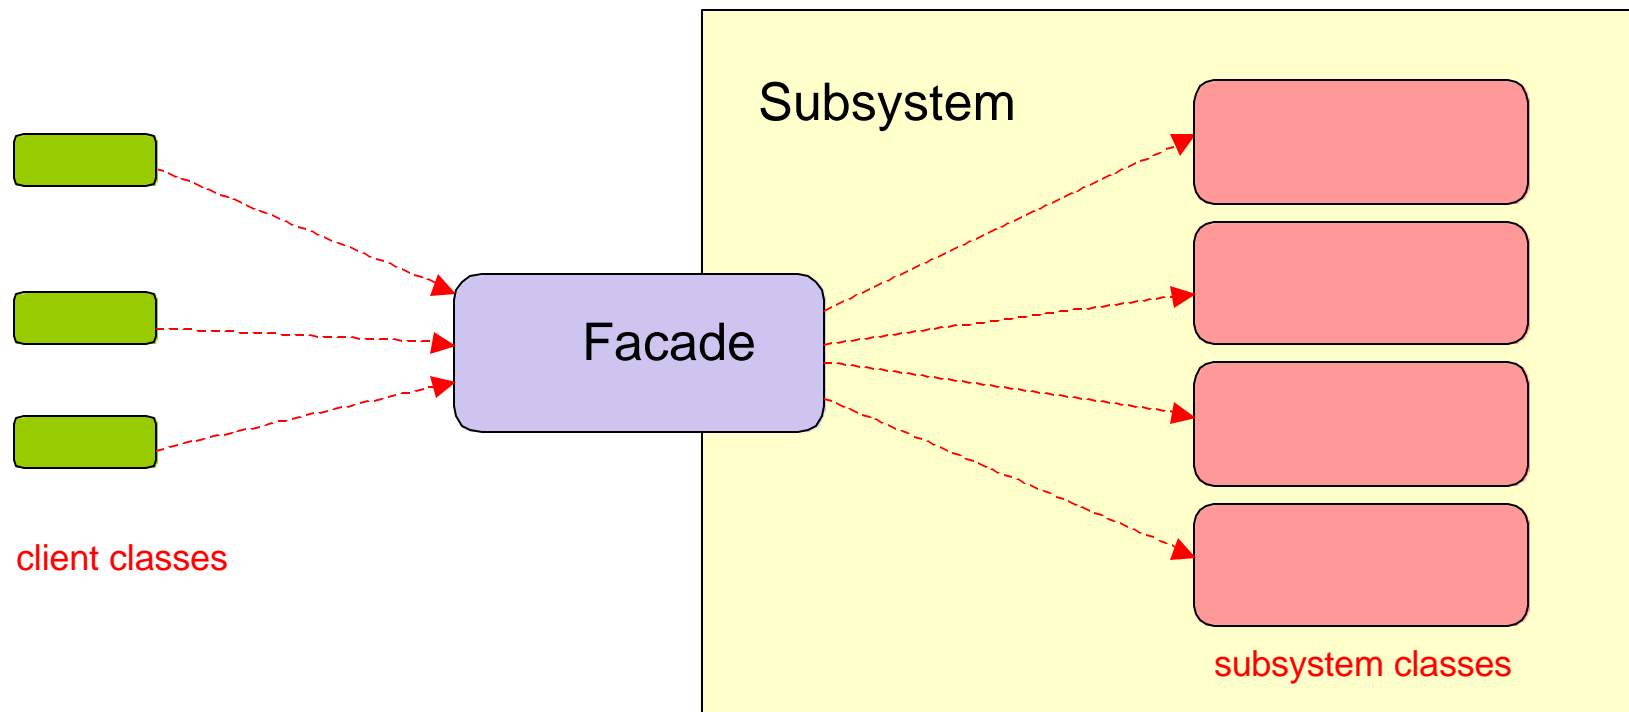 Subsystem
Facade
client classes
subsystem classes